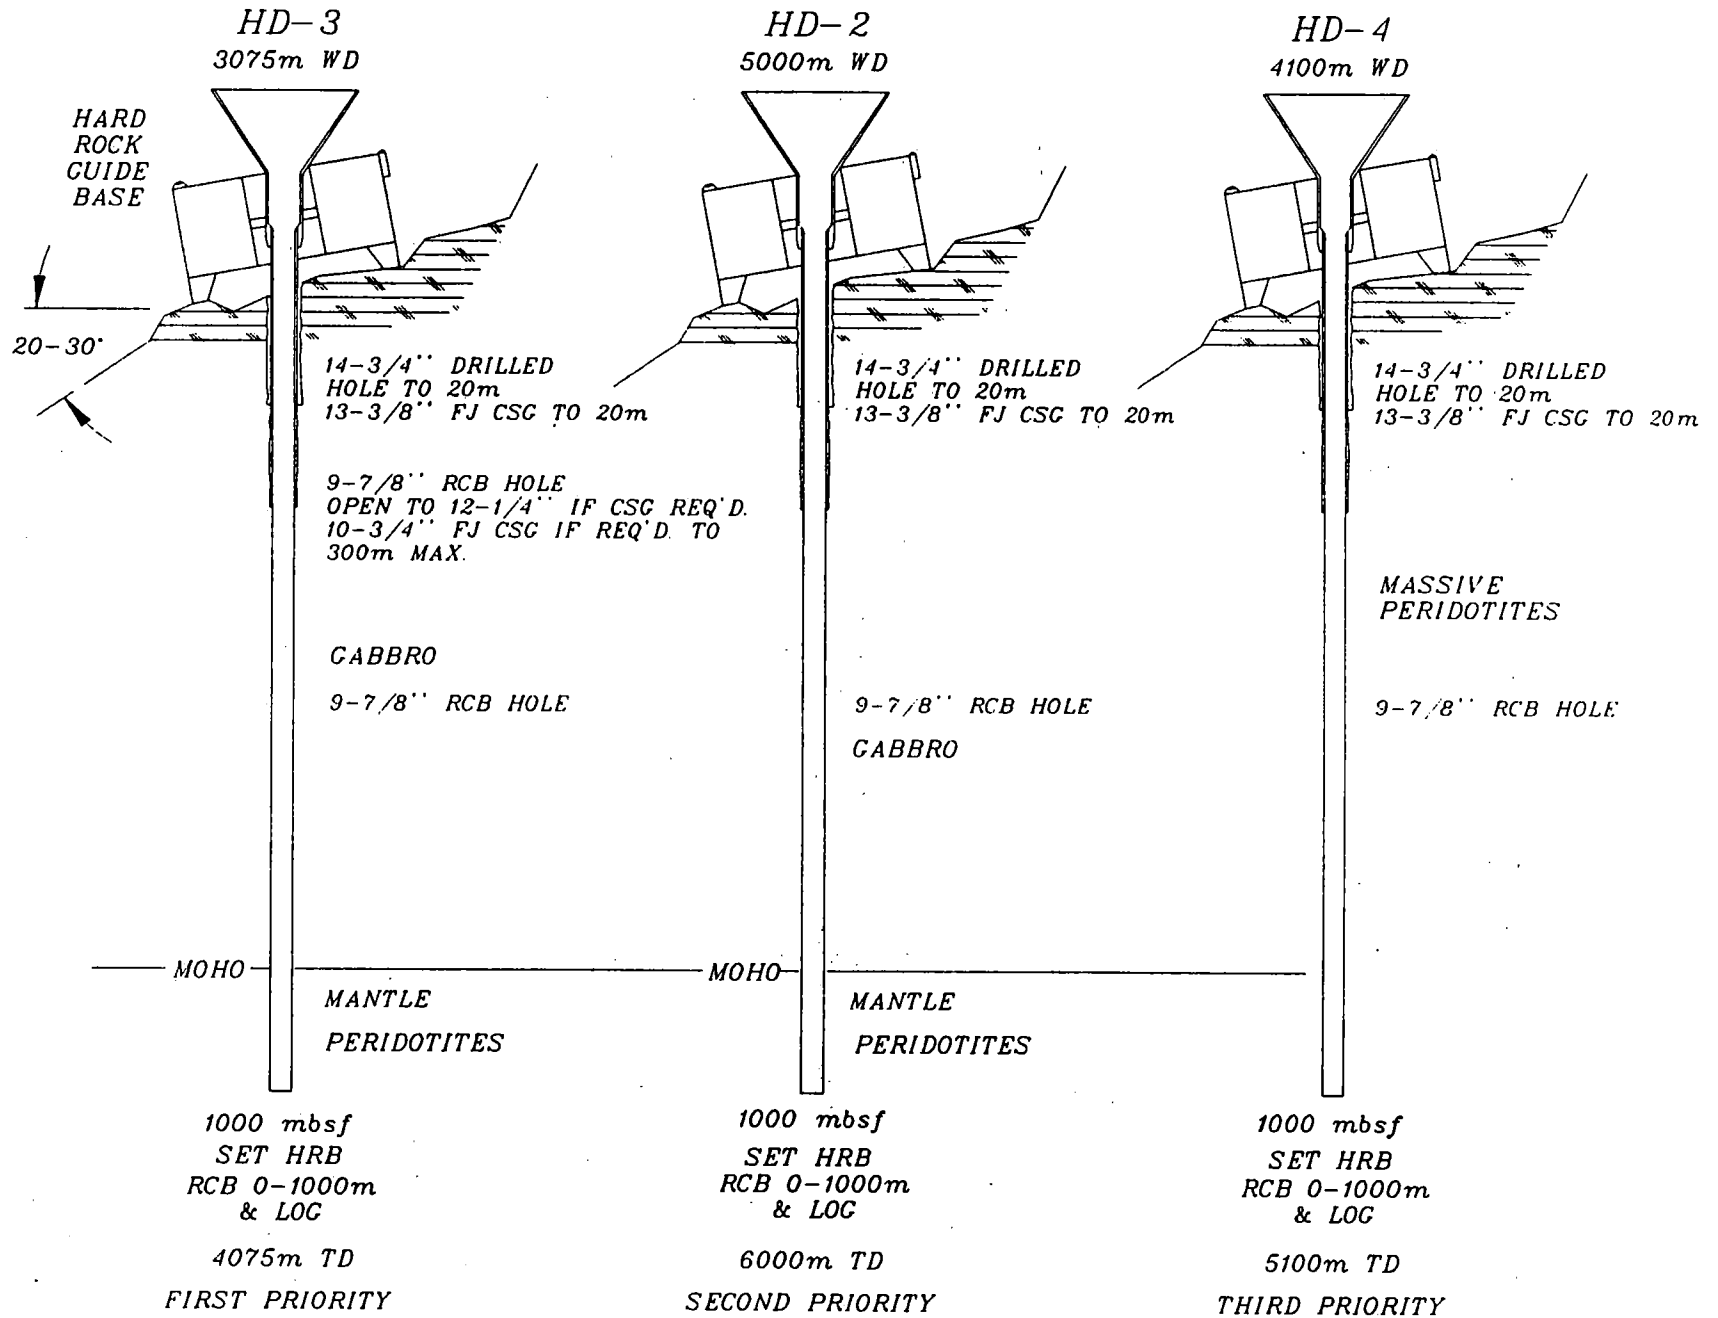 HD-3
3075m WD
HARD
ROCK
GUIDE
BASE
20-30°
14-3/4'' DRILLED
HOLE TO 20m
13-3/8'' FJ CSG TO 20m
9-7/8'' RCB HOLE
OPEN TO 12-1/4'' IF CSG REQ'D.
10-3/4'' FJ CSG IF REQ'D. TO
300m MAX.
GABBRO
9-7/8'' RCB HOLE
MOHO
MANTLE
PERIDOTITES
1000 mbsf
SET HRB
RCB 0-1000m
& LOG
4075m TD
FIRST PRIORITY
HD-2
5000m WD
14-3/4'' DRILLED
HOLE TO 20m
13-3/8'' FJ CSG TO 20m
9-7/8'' RCB HOLE
GABBRO
MOHO
MANTLE
PERIDOTITES
1000 mbsf
SET HRB
RCB 0-1000m
& LOG
6000m TD
SECOND PRIORITY
HD-4
4100m WD
14-3/4'' DRILLED
HOLE TO 20m
13-3/8'' FJ CSG TO 20m
MASSIVE
PERIDOTITES
9-7/8'' RCB HOLE
1000 mbsf
SET HRB
RCB 0-1000m
& LOG
5100m TD
THIRD PRIORITY